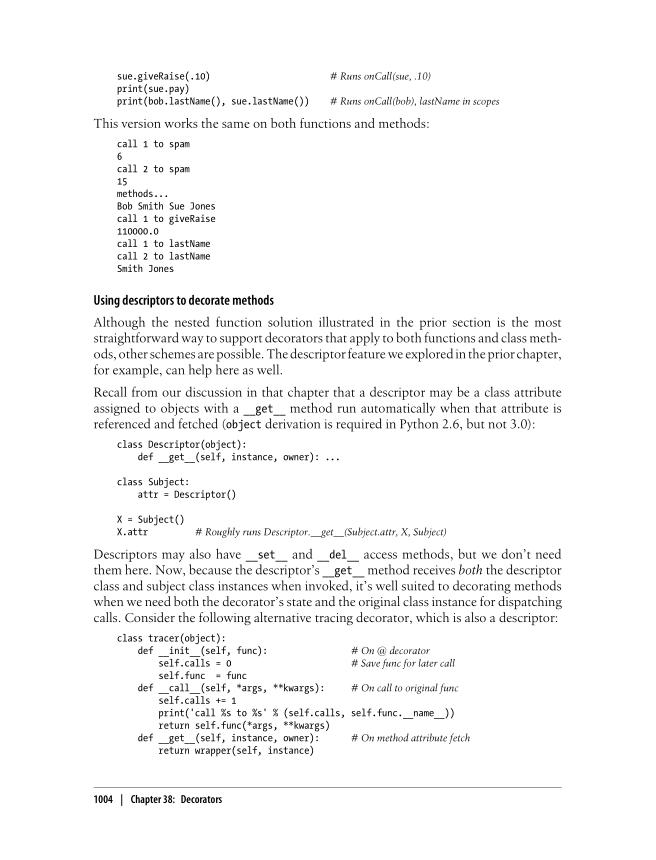 sue.giveRaise(.10) # Runs onCall(sue, .10)
print(sue.pay)
print(bob.lastName(), sue.lastName()) # Runs onCall(bob), lastName in scopes
This version works the same on both functions and methods:
call 1 to spam
6
call 2 to spam
15
methods...
Bob Smith Sue Jones
call 1 to giveRaise
110000.0
call 1 to lastName
call 2 to lastName
Smith Jones
Using descriptors to decorate methods
Although the nested function solution illustrated in the prior section is the most
straightforward way to support decorators that apply to both functions and class meth-
ods, other schemes are possible. The descriptor feature we explored in the prior chapter,
for example, can help here as well.
Recall from our discussion in that chapter that a descriptor may be a class attribute
assigned to objects with a __get__ method run automatically when that attribute is
referenced and fetched (object derivation is required in Python 2.6, but not 3.0):
class Descriptor(object):
    def __get__(self, instance, owner): ...
class Subject:
    attr = Descriptor()
X = Subject()
X.attr # Roughly runs Descriptor.__get__(Subject.attr, X, Subject)
Descriptors may also have __set__ and __del__ access methods, but we don't need
them here. Now, because the descriptor's __get__ method receives both the descriptor
class and subject class instances when invoked, it's well suited to decorating methods
when we need both the decorator's state and the original class instance for dispatching
calls. Consider the following alternative tracing decorator, which is also a descriptor:
class tracer(object):
    def __init__(self, func): # On @ decorator
        self.calls = 0 # Save func for later call
        self.func  = func
    def __call__(self, *args, **kwargs): # On call to original func
        self.calls += 1
        print('call %s to %s' % (self.calls, self.func.__name__))
        return self.func(*args, **kwargs)
    def __get__(self, instance, owner): # On method attribute fetch
        return wrapper(self, instance)
1004 | Chapter 38: Decorators